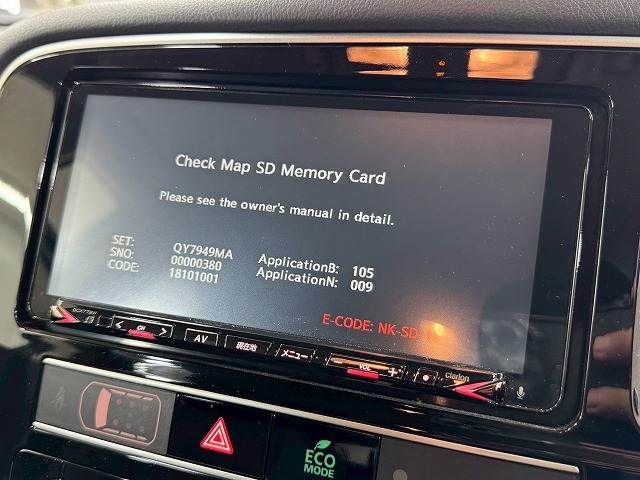 Check Map SD Memory Card
Please see the owner's manual in detail.
SET: QY7949MA ApplicationB: 105
SNO: 00000380 ApplicationN: 009
CODE: 18101001
E-CODE: NK-SD
CH
AV
現在地
メニュー
VOL
clarion
ECO
MODE